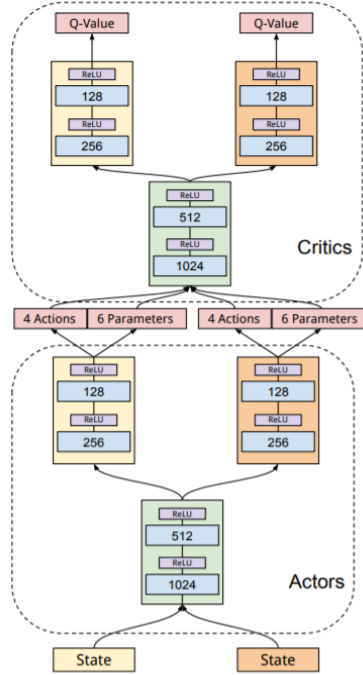 Q-Value Q-Value
ReLU ReLU
128 128
ReLU ReLU
256 256
ReLU
512
ReLU
1024
Critics
4 Actions 6 Parameters 4 Actions 6 Parameters
ReLU ReLU
128 128
ReLU ReLU
256 256
ReLU
512
ReLU
1024
Actors
State State